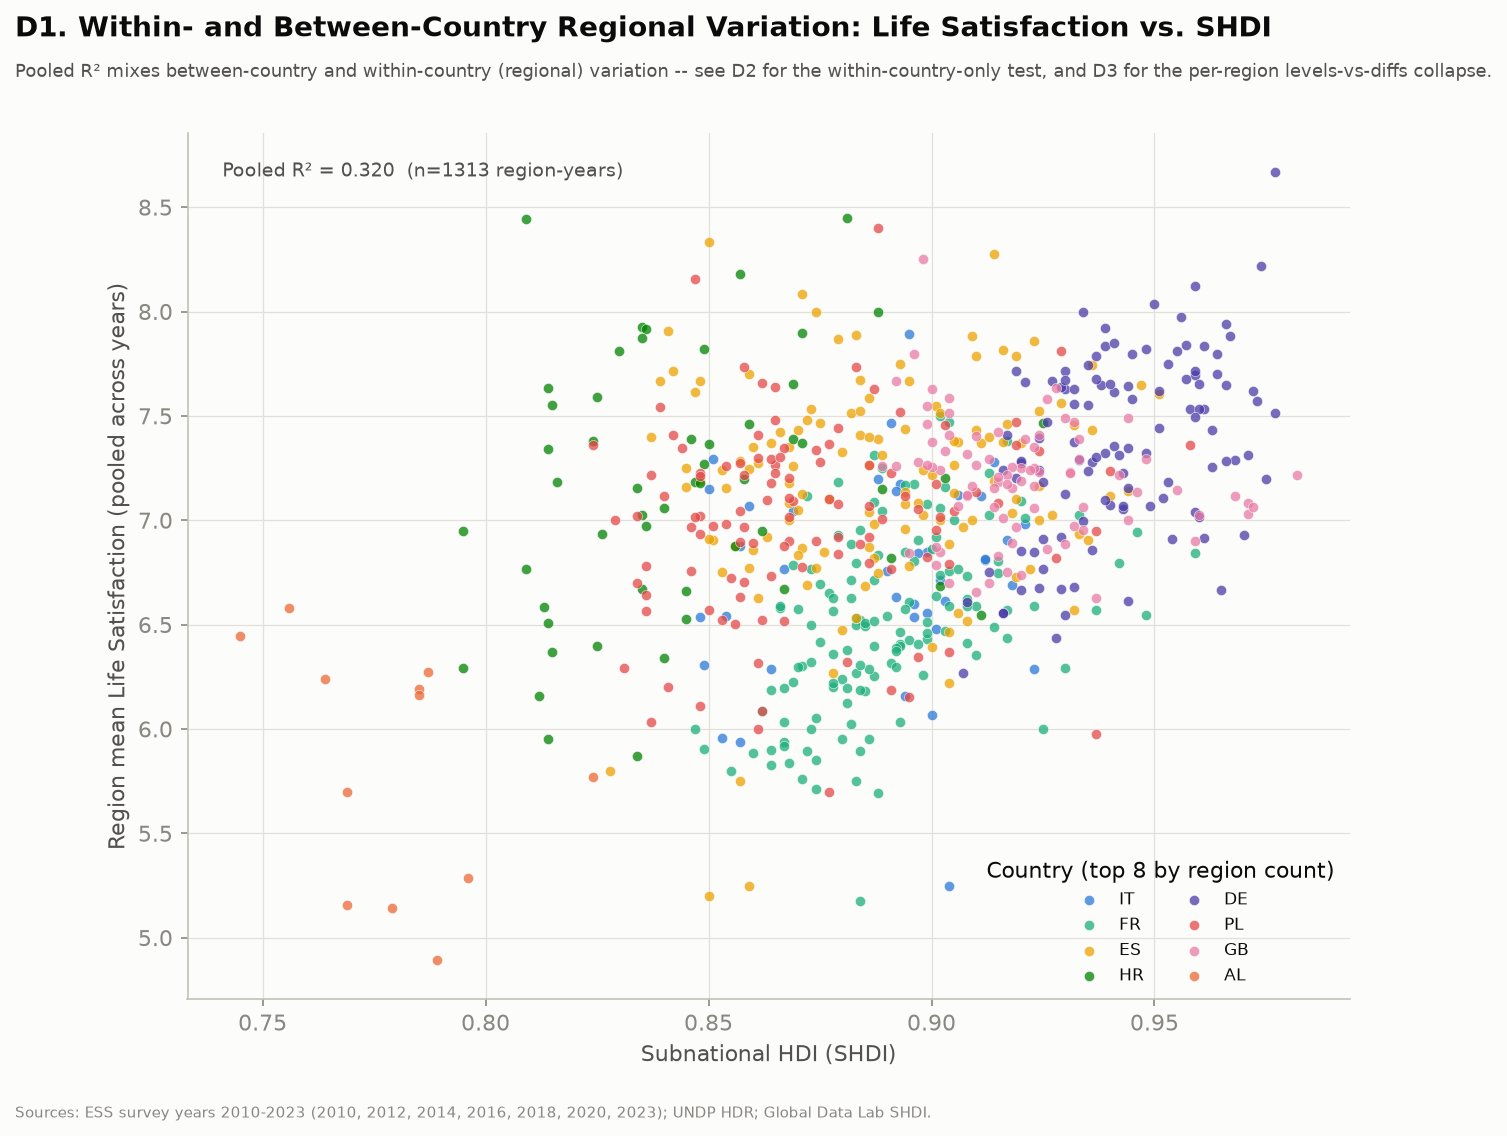 D1. Within- and Between-Country Regional Variation: Life Satisfaction vs. SHDI
Pooled R² mixes between-country and within-country (regional) variation -- see D2 for the within-country-only test, and D3 for the per-region levels-vs-diffs collapse.
Pooled R² = 0.320  (n=1313 region-years)
Region mean Life Satisfaction (pooled across years)
8.5
8.0
7.5
7.0
6.5
6.0
5.5
5.0
Country (top 8 by region count)
IT
FR
ES
HR
DE
PL
GB
AL
0.75
0.80
0.85
0.90
0.95
Subnational HDI (SHDI)
Sources: ESS survey years 2010-2023 (2010, 2012, 2014, 2016, 2018, 2020, 2023); UNDP HDR; Global Data Lab SHDI.